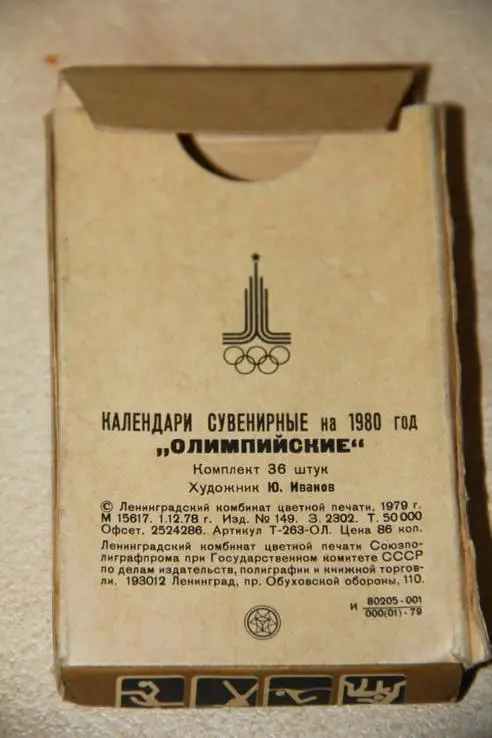 КАЛЕНДАРИ СУВЕНИРНЫЕ на 1980 год
„ОЛИМПИЙСКИЕ“
Комплект 36 штук
Художник Ю. Иванов
© Ленинградский комбинат цветной печати, 1979 г.
М 15617. 1.12.78 г. Изд. № 149. З. 2302. Т. 50 000
Офсет. 2524286. Артикул Т-263-ОЛ. Цена 86 коп.
Ленинградский комбинат цветной печати Союзпо-
лиграфпрома при Государственном комитете СССР
по делам издательств, полиграфии и книжной торгов-
ли. 193012 Ленинград, пр. Обуховской обороны, 110.
И 80205-001
000(01)-79